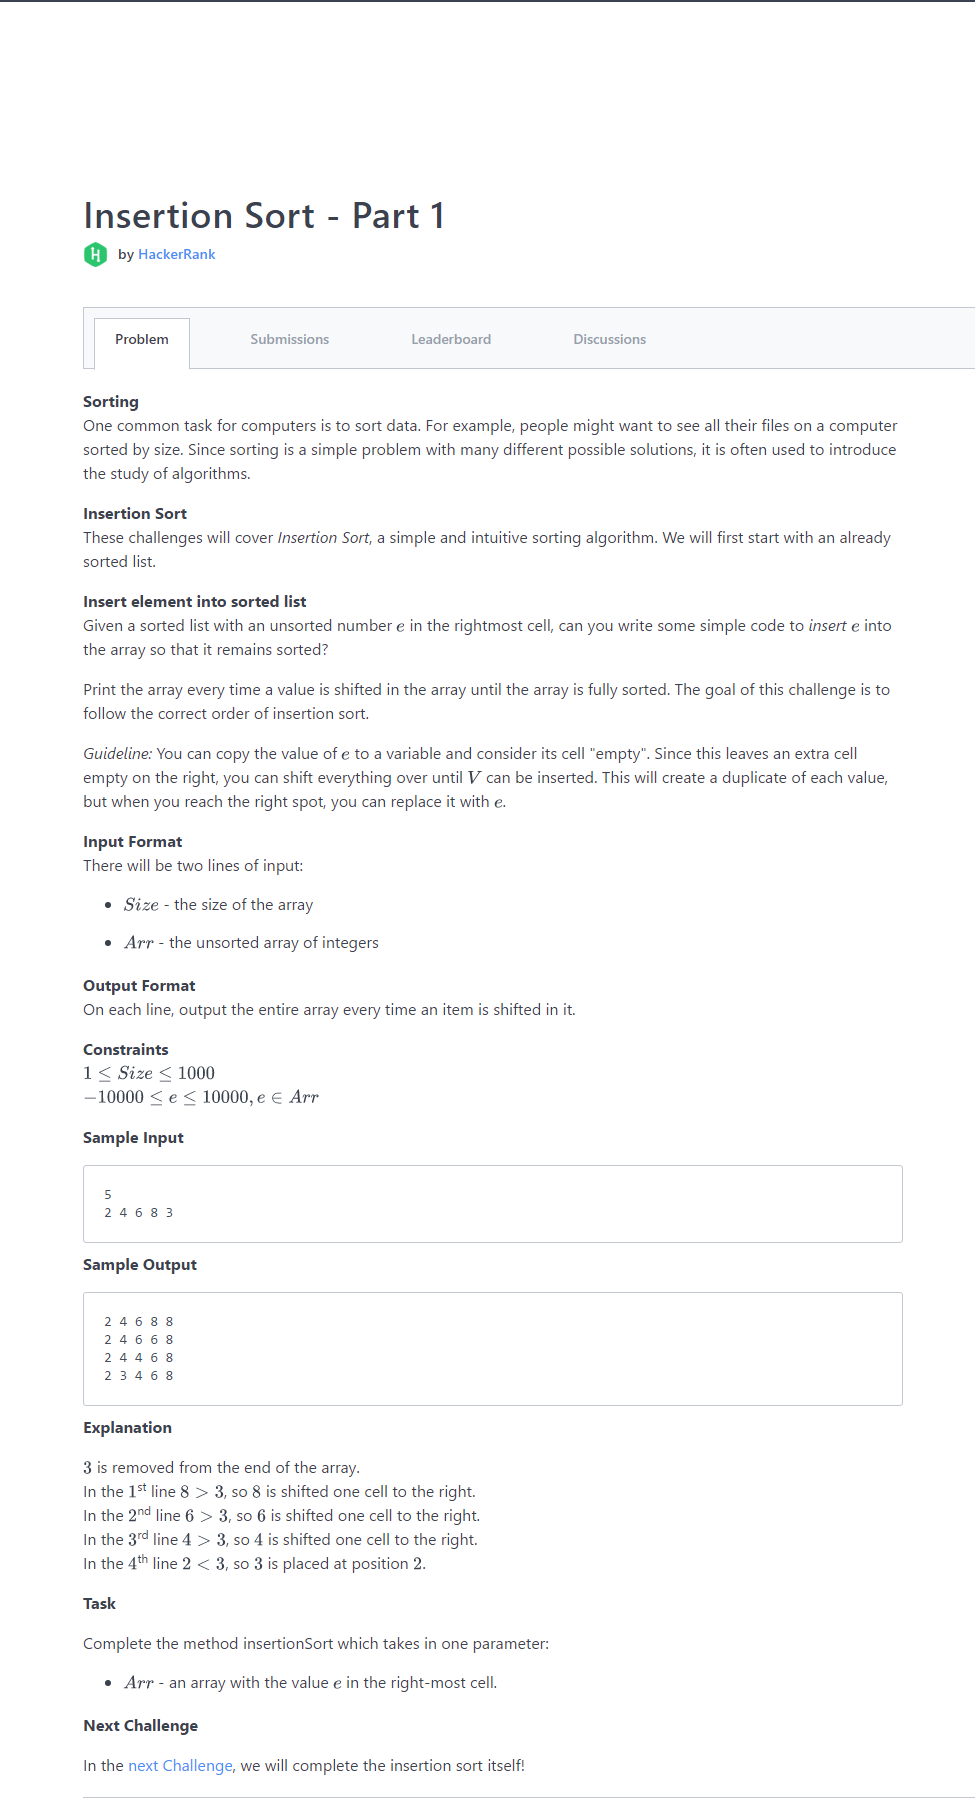 Insertion Sort - Part 1
H by HackerRank
Problem Submissions Leaderboard Discussions
Sorting
One common task for computers is to sort data. For example, people might want to see all their files on a computer
sorted by size. Since sorting is a simple problem with many different possible solutions, it is often used to introduce
the study of algorithms.
Insertion Sort
These challenges will cover Insertion Sort, a simple and intuitive sorting algorithm. We will first start with an already
sorted list.
Insert element into sorted list
Given a sorted list with an unsorted number e in the rightmost cell, can you write some simple code to insert e into
the array so that it remains sorted?
Print the array every time a value is shifted in the array until the array is fully sorted. The goal of this challenge is to
follow the correct order of insertion sort.
Guideline: You can copy the value of e to a variable and consider its cell "empty". Since this leaves an extra cell
empty on the right, you can shift everything over until V can be inserted. This will create a duplicate of each value,
but when you reach the right spot, you can replace it with e.
Input Format
There will be two lines of input:
• Size - the size of the array
• Arr - the unsorted array of integers
Output Format
On each line, output the entire array every time an item is shifted in it.
Constraints
1 ≤ Size ≤ 1000
−10000 ≤ e ≤ 10000, e ∈ Arr
Sample Input
5
2 4 6 8 3
Sample Output
2 4 6 8 8
2 4 6 6 8
2 4 4 6 8
2 3 4 6 8
Explanation
3 is removed from the end of the array.
In the 1st line 8 > 3, so 8 is shifted one cell to the right.
In the 2nd line 6 > 3, so 6 is shifted one cell to the right.
In the 3rd line 4 > 3, so 4 is shifted one cell to the right.
In the 4th line 2 < 3, so 3 is placed at position 2.
Task
Complete the method insertionSort which takes in one parameter:
• Arr - an array with the value e in the right-most cell.
Next Challenge
In the next Challenge, we will complete the insertion sort itself!